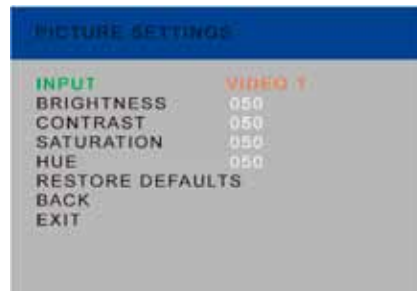 PICTURE SETTINGS
INPUT VIDEO 1
BRIGHTNESS 050
CONTRAST 050
SATURATION 050
HUE 050
RESTORE DEFAULTS
BACK
EXIT